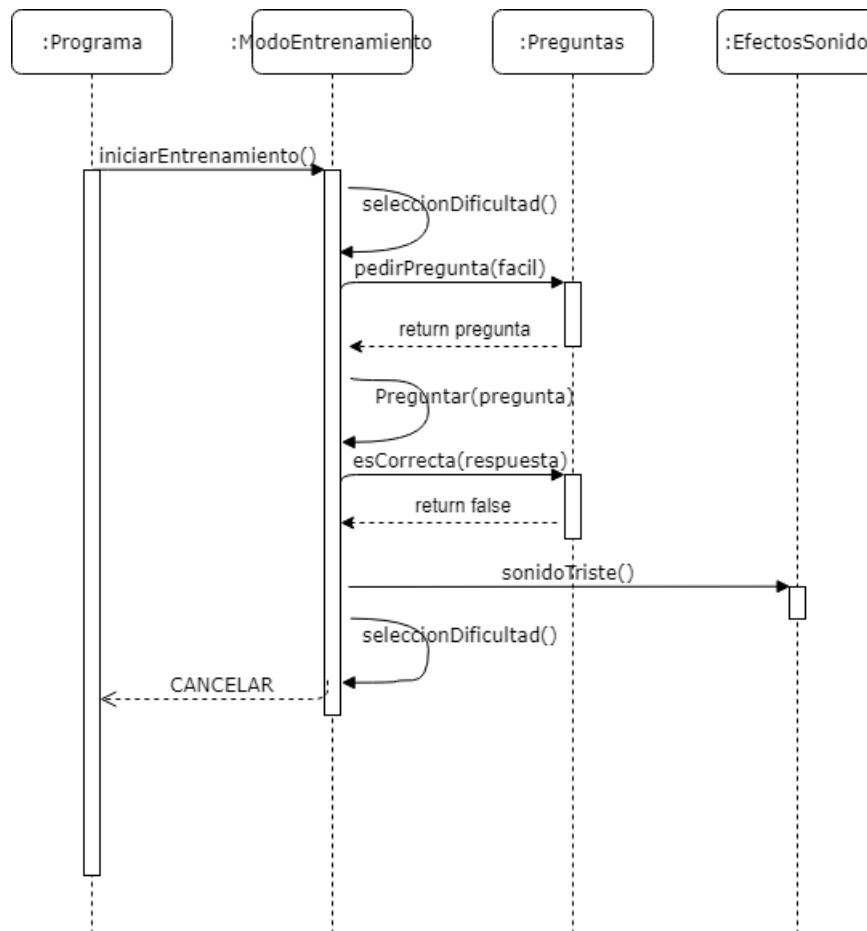 :Programa
:ModoEntrenamiento
:Preguntas
:EfectosSonido
iniciarEntrenamiento()
seleccionDificultad()
pedirPregunta(facil)
return pregunta
Preguntar(pregunta)
esCorrecta(respuesta)
return false
sonidoTriste()
seleccionDificultad()
CANCELAR